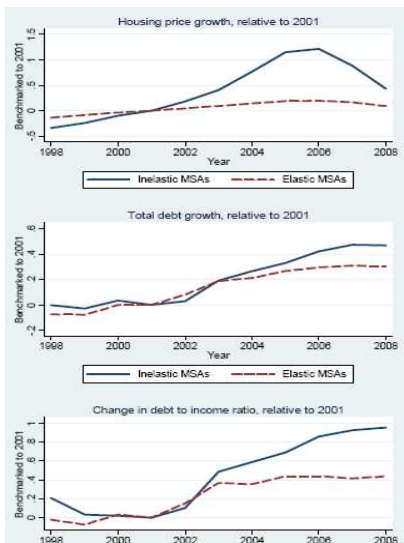 Housing price growth, relative to 2001
Benchmarked to 2001
-.5 0 .5 1 1.5
1998 2000 2002 2004 2006 2008
Year
Inelastic MSAs Elastic MSAs
Total debt growth, relative to 2001
Benchmarked to 2001
-.2 0 .2 .4 .6
1998 2000 2002 2004 2006 2008
Year
Inelastic MSAs Elastic MSAs
Change in debt to income ratio, relative to 2001
Benchmarked to 2001
0 .2 .4 .6 .8 1
1998 2000 2002 2004 2006 2008